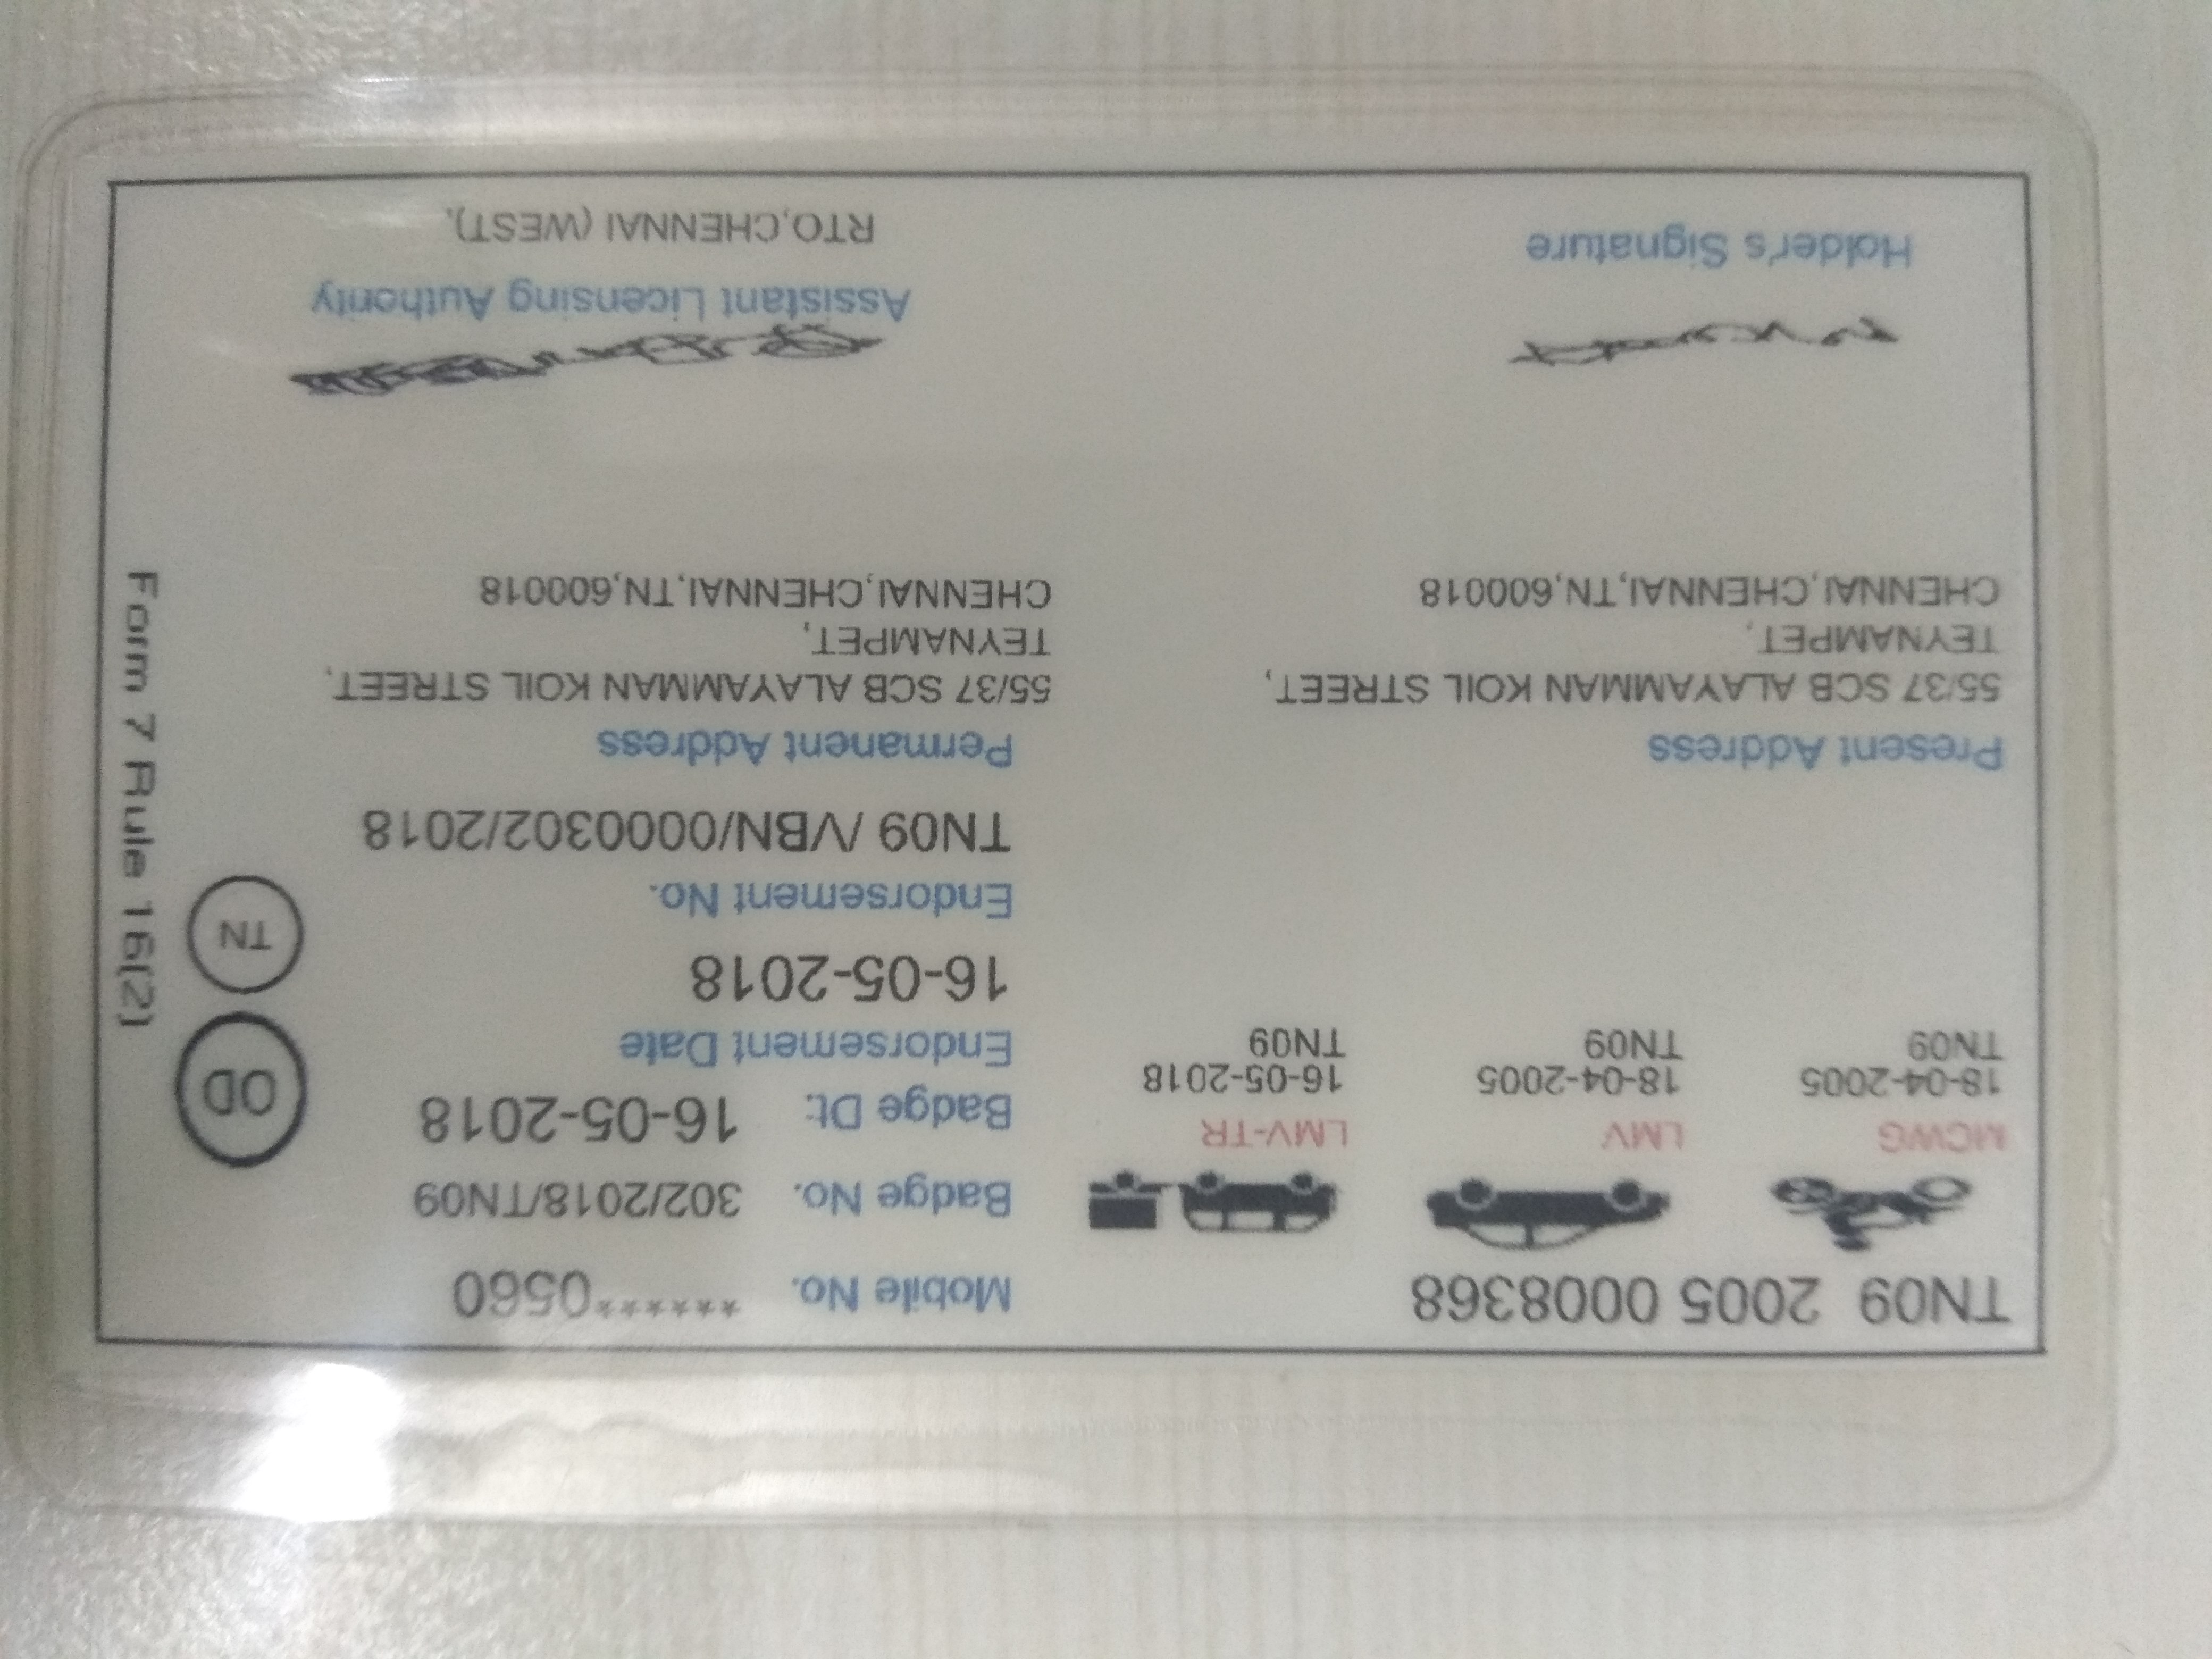 TN09 2005 0008368
MCWG
18-04-2005
TN09
LMV
18-04-2005
TN09
LMV-TR
16-05-2018
TN09
Mobile No. ******0560
Badge No. 302/2018/TN09
Badge Dt: 16-05-2018
Endorsement Date
16-05-2018
Endorsement No.
TN09 /VBN/0000302/2018
OD
TN
Form 7 Rule 16(2)
Present Address
55/37 SCB ALAYAMMAN KOIL STREET,
TEYNAMPET,
CHENNAI,CHENNAI,TN,600018
Permanent Address
55/37 SCB ALAYAMMAN KOIL STREET,
TEYNAMPET,
CHENNAI,CHENNAI,TN,600018
Holder's Signature
Assistant Licensing Authority
RTO,CHENNAI (WEST),